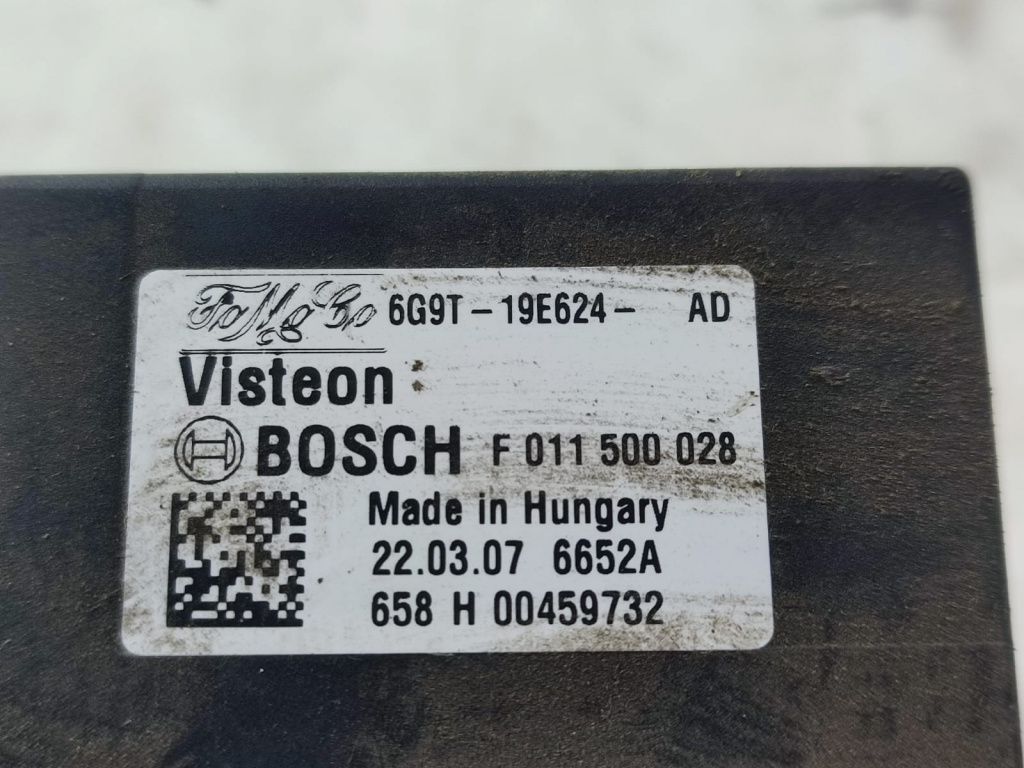 FoMoCo 6G9T-19E624- AD
Visteon
BOSCH F 011 500 028
Made in Hungary
22.03.07 6652A
658 H 00459732